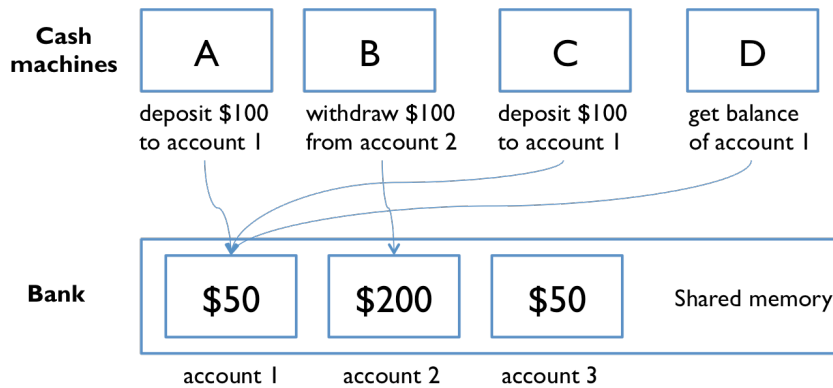 Cash
machines
A
B
C
D
deposit $100
to account 1
withdraw $100
from account 2
deposit $100
to account 1
get balance
of account 1
Bank
$50
$200
$50
Shared memory
account 1
account 2
account 3